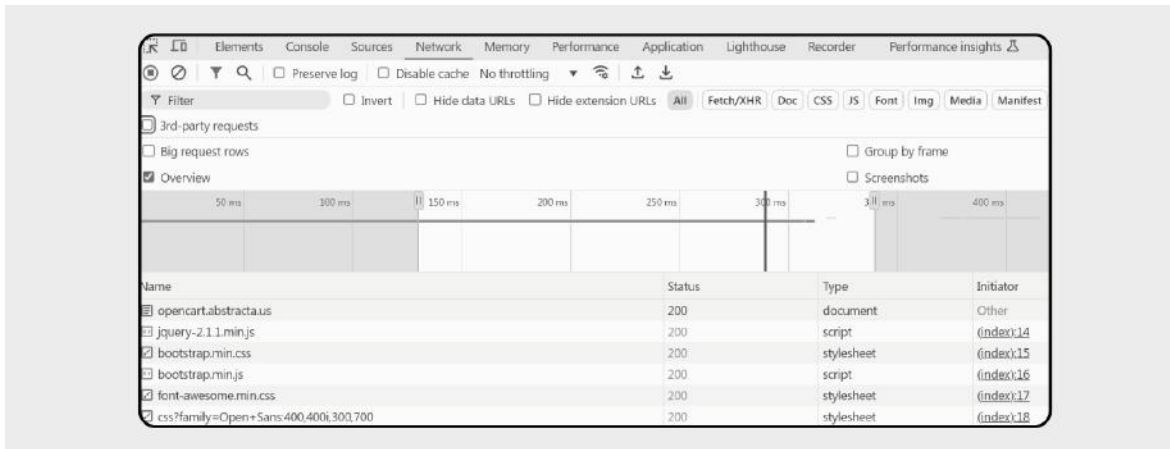 Elements Console Sources Network Memory Performance Application Lighthouse Recorder Performance insights
Preserve log Disable cache No throttling
Filter Invert Hide data URLs Hide extension URLs All Fetch/XHR Doc CSS JS Font Img Media Manifest
3rd-party requests
Big request rows Group by frame
Overview Screenshots
50 ms 100 ms 150 ms 200 ms 250 ms 300 ms ms 400 ms
Name Status Type Initiator
opencart.abstracta.us 200 document Other
jquery-2.1.1.min.js 200 script (index):14
bootstrap.min.css 200 stylesheet (index):15
bootstrap.min.js 200 script (index):16
font-awesome.min.css 200 stylesheet (index):17
css?family=Open+Sans:400,400i,300,700 200 stylesheet (index):18